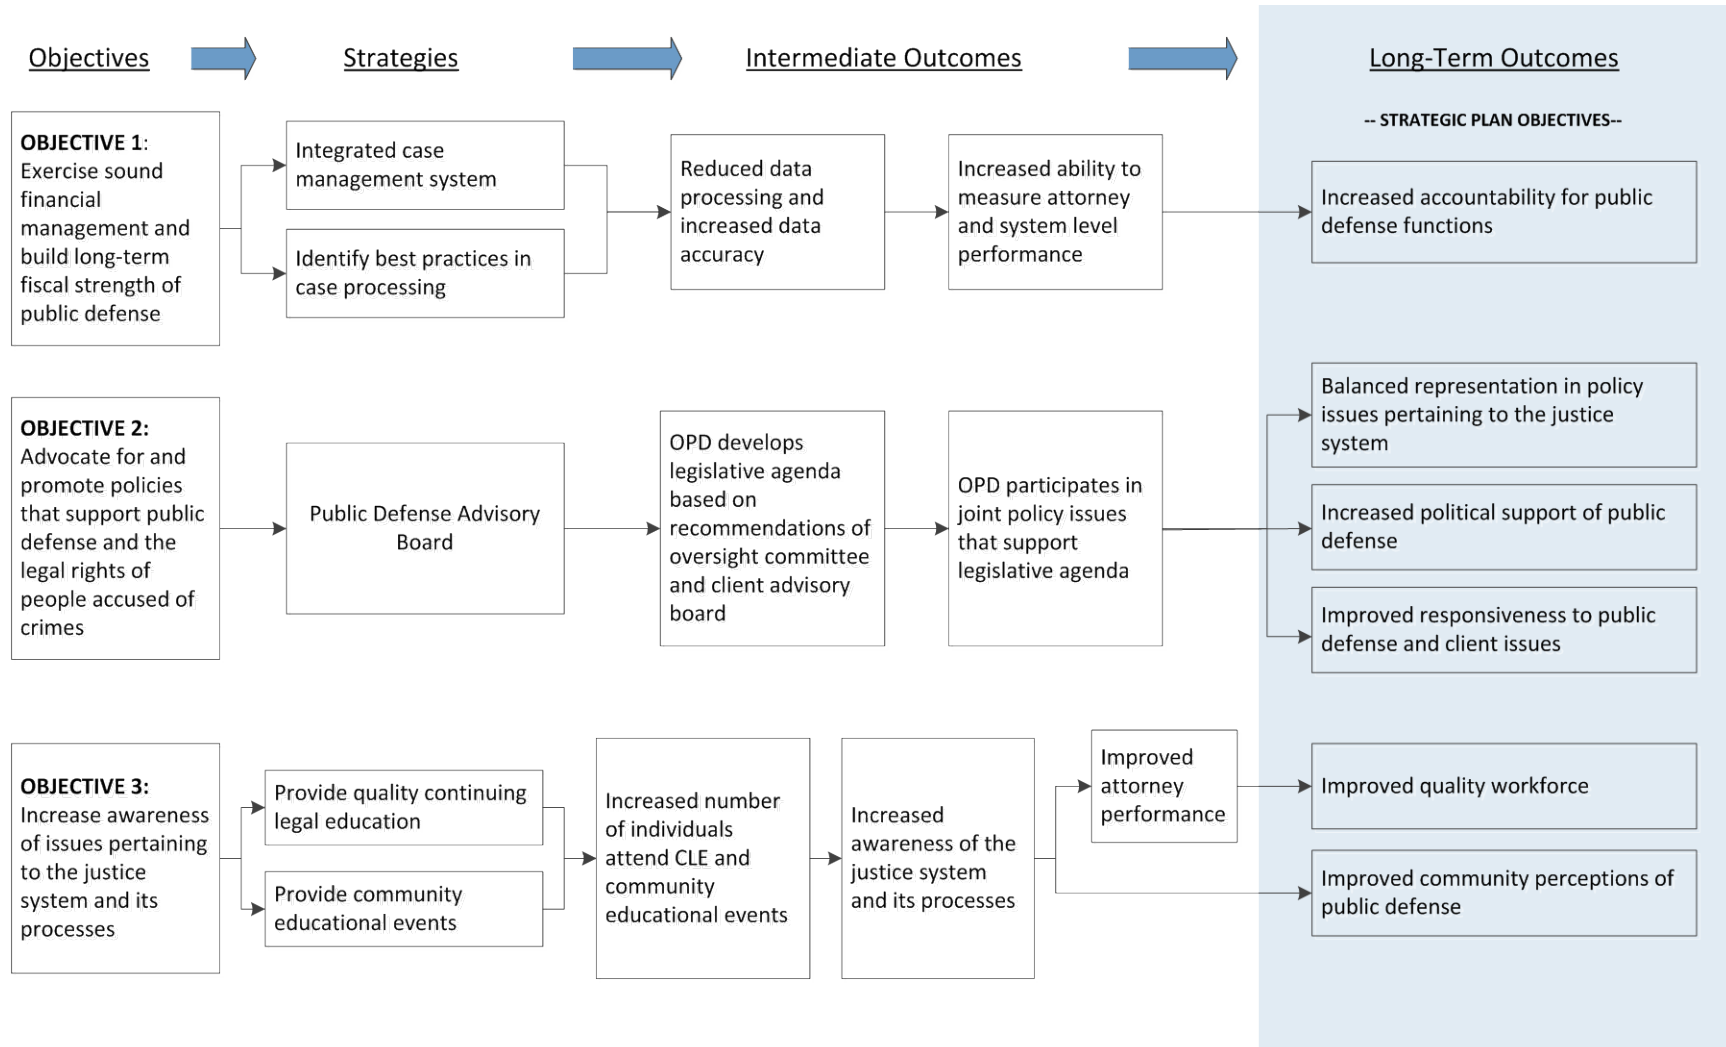 Objectives
Strategies
Intermediate Outcomes
Long-Term Outcomes
-- STRATEGIC PLAN OBJECTIVES--
OBJECTIVE 1:
Exercise sound
financial
management and
build long-term
fiscal strength of
public defense
Integrated case
management system
Identify best practices in
case processing
Reduced data
processing and
increased data
accuracy
Increased ability to
measure attorney
and system level
performance
Increased accountability for public
defense functions
OBJECTIVE 2:
Advocate for and
promote policies
that support public
defense and the
legal rights of
people accused of
crimes
Public Defense Advisory
Board
OPD develops
legislative agenda
based on
recommendations of
oversight committee
and client advisory
board
OPD participates in
joint policy issues
that support
legislative agenda
Balanced representation in policy
issues pertaining to the justice
system
Increased political support of public
defense
Improved responsiveness to public
defense and client issues
OBJECTIVE 3:
Increase awareness
of issues pertaining
to the justice
system and its
processes
Provide quality continuing
legal education
Provide community
educational events
Increased number
of individuals
attend CLE and
community
educational events
Increased
awareness of the
justice system
and its processes
Improved
attorney
performance
Improved quality workforce
Improved community perceptions of
public defense